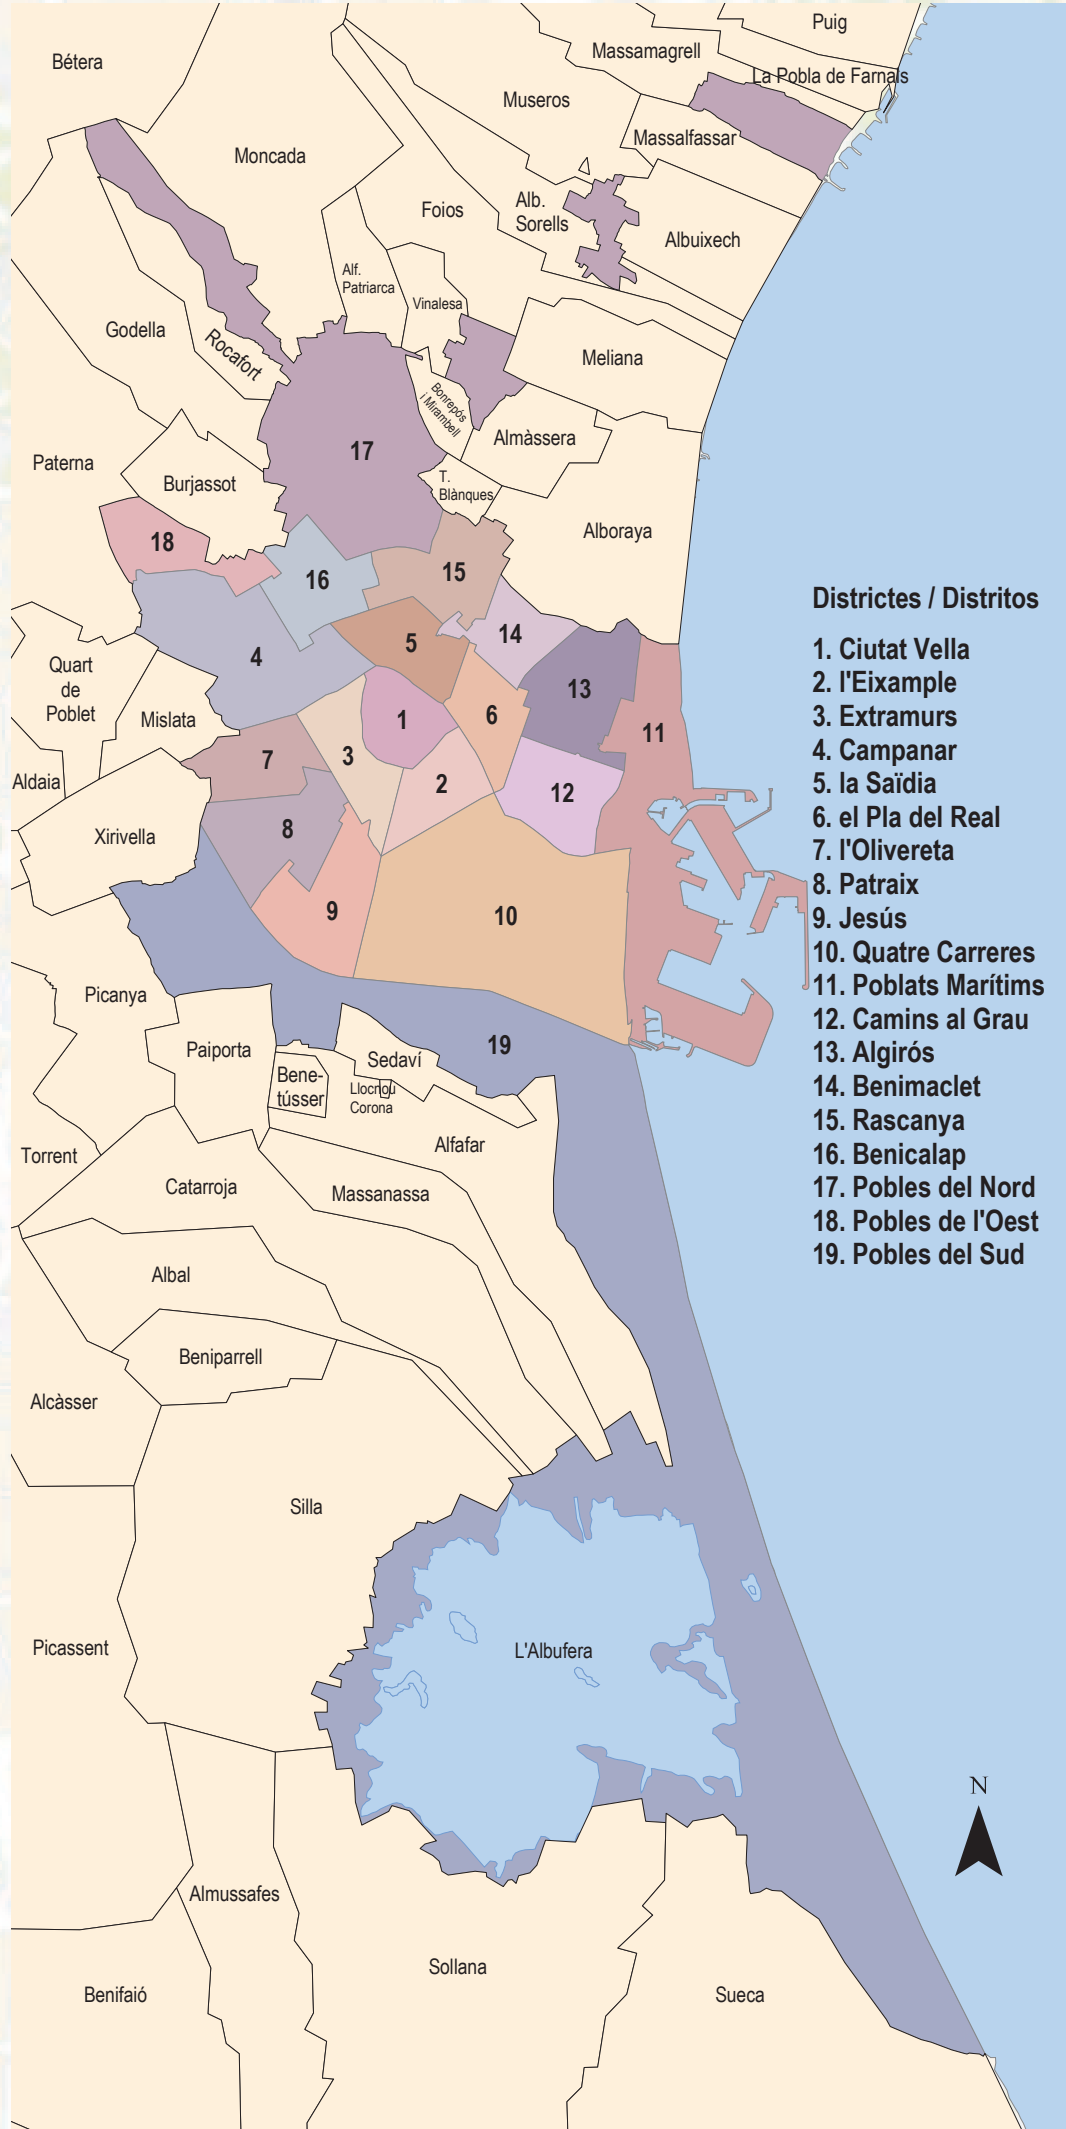 Puig
Bétera
Massamagrell
La Pobla de Farnals
Museros
Massalfassar
Moncada
Foios
Alb.
Sorells
Albuixech
Alf.
Patriarca
Vinalesa
Godella
Rocafort
Meliana
Bonrepós
i Mirambell
Almàssera
17
Paterna
Burjassot
T.
Blànques
Alboraya
18
16
15
Districtes / Distritos
14
5
1. Ciutat Vella
4
Quart
de
Poblet
2. l'Eixample
13
Mislata
1
6
3. Extramurs
11
3
4. Campanar
7
Aldaia
2
12
5. la Saïdia
6. el Pla del Real
Xirivella
8
7. l'Olivereta
8. Patraix
9
10
9. Jesús
10. Quatre Carreres
11. Poblats Marítims
Picanya
12. Camins al Grau
Paiporta
19
Sedaví
13. Algirós
Bene-
tússer
Llocnou
Corona
14. Benimaclet
15. Rascanya
Torrent
Alfafar
16. Benicalap
Catarroja
Massanassa
17. Pobles del Nord
18. Pobles de l'Oest
19. Pobles del Sud
Albal
Beniparrell
Alcàsser
Silla
Picassent
L'Albufera
N
Almussafes
Sollana
Benifaió
Sueca